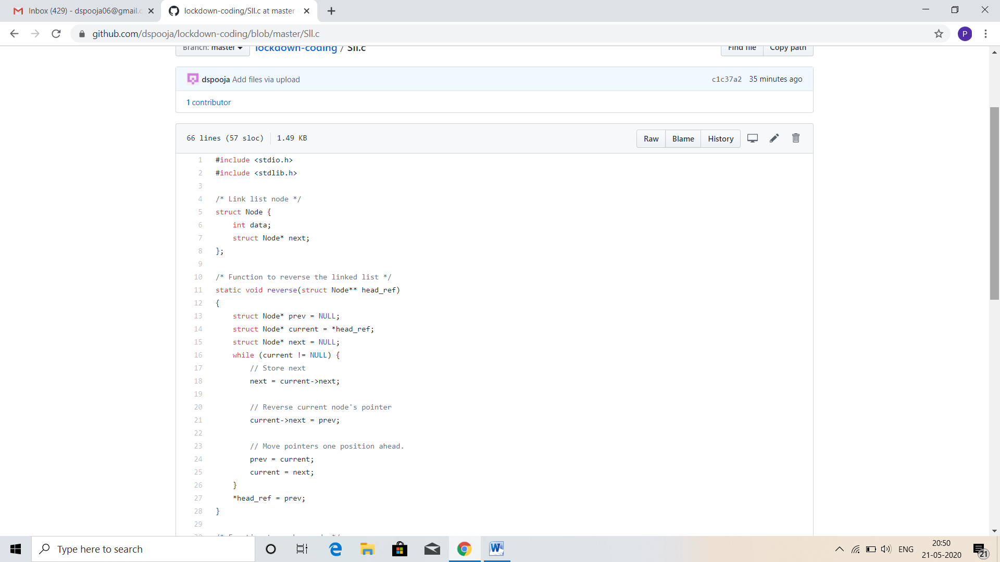 Inbox (429) - dspooja06@gmail.c
lockdown-coding/Sll.c at master
github.com/dspooja/lockdown-coding/blob/master/Sll.c
P
Branch: master
lockdown-coding / Sll.c
Find file
Copy path
dspooja Add files via upload
c1c37a2 35 minutes ago
1 contributor
66 lines (57 sloc) 1.49 KB
Raw Blame History
1 #include <stdio.h>
2 #include <stdlib.h>
3
4 /* Link list node */
5 struct Node {
6 int data;
7 struct Node* next;
8 };
9
10 /* Function to reverse the linked list */
11 static void reverse(struct Node** head_ref)
12 {
13 struct Node* prev = NULL;
14 struct Node* current = *head_ref;
15 struct Node* next = NULL;
16 while (current != NULL) {
17 // Store next
18 next = current->next;
19
20 // Reverse current node's pointer
21 current->next = prev;
22
23 // Move pointers one position ahead.
24 prev = current;
25 current = next;
26 }
27 *head_ref = prev;
28 }
29
Type here to search
ENG
20:50
21-05-2020
21